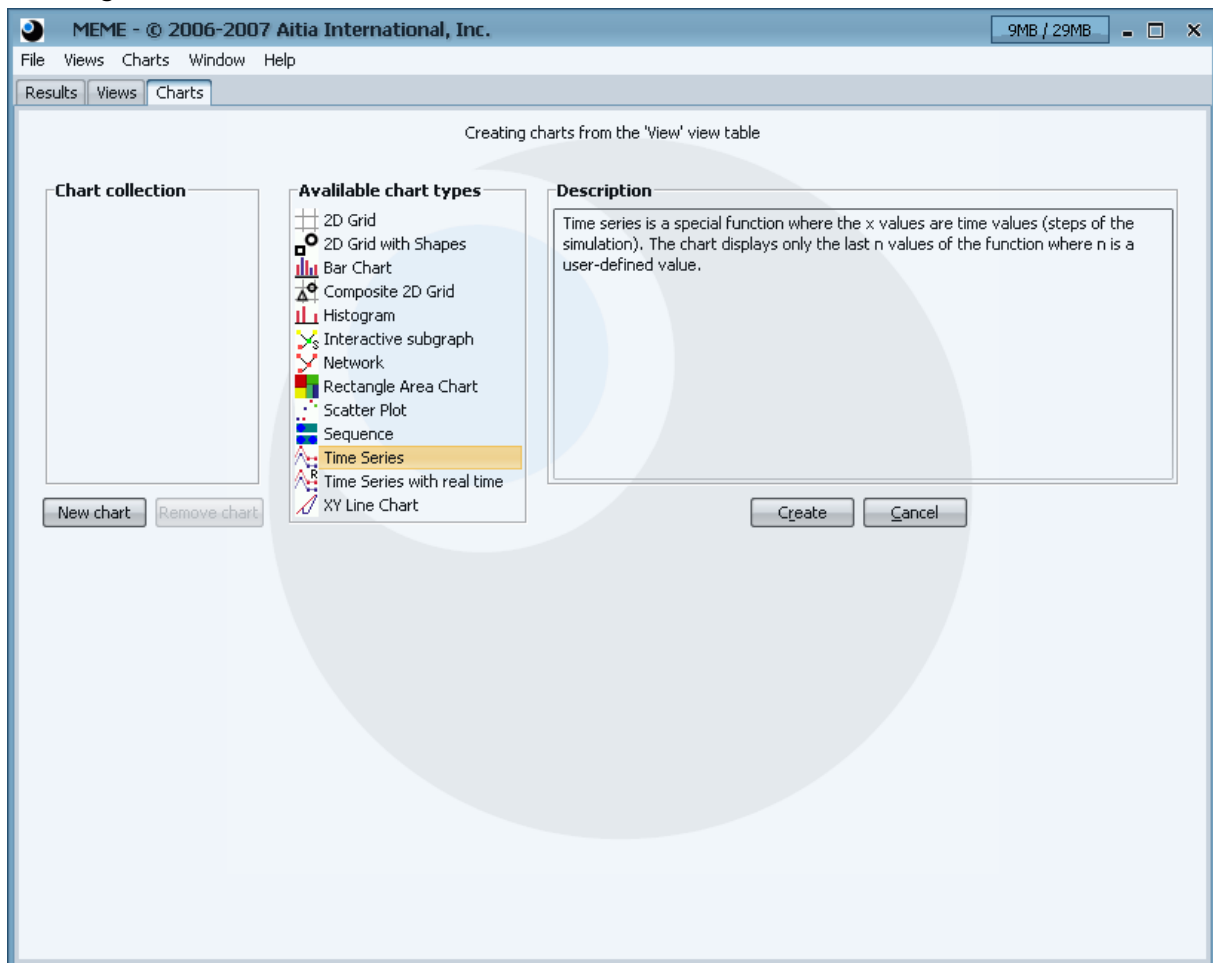 MEME - © 2006-2007 Aitia International, Inc.
9MB / 29MB
File Views Charts Window Help
Results Views Charts
Creating charts from the 'View' view table
Chart collection
New chart Remove chart
Avalilable chart types
2D Grid
2D Grid with Shapes
Bar Chart
Composite 2D Grid
Histogram
S Interactive subgraph
Network
Rectangle Area Chart
Scatter Plot
Sequence
Time Series
R Time Series with real time
XY Line Chart
Description
Time series is a special function where the x values are time values (steps of the
simulation). The chart displays only the last n values of the function where n is a
user-defined value.
Create Cancel